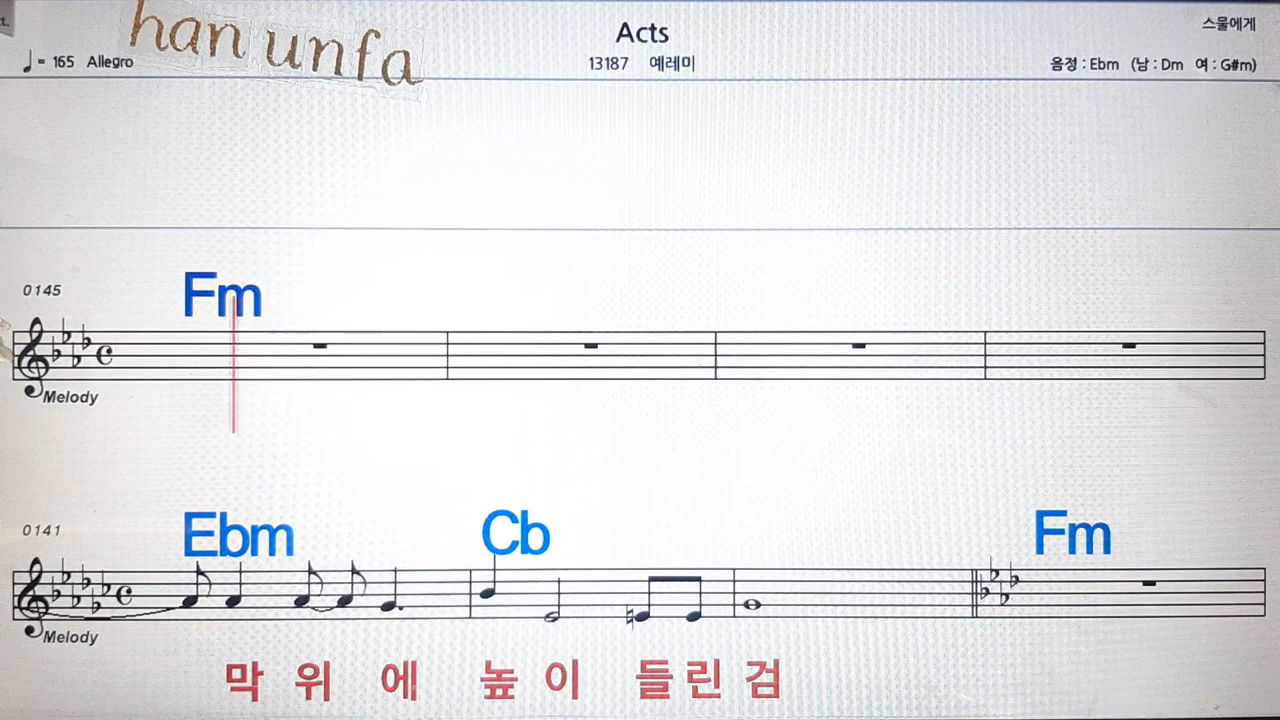 han unfa
Acts
스물에게
♩= 165 Allegro
13187 예레미
음정 : Ebm (남 : Dm 여 : G#m)
Fm
0145
Melody
Ebm Cb Fm
0141
Melody
막 위 에 높 이 들 린 검